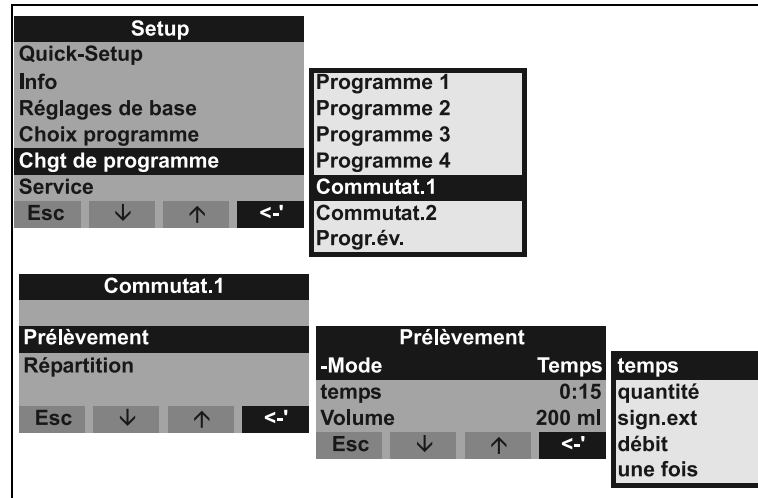 Setup
Quick-Setup
Info
Réglages de base
Choix programme
Chgt de programme
Service
Esc ↓ ↑ <-'
Programme 1
Programme 2
Programme 3
Programme 4
Commutat.1
Commutat.2
Progr.év.
Commutat.1
Prélèvement
Répartition
Esc ↓ ↑ <-'
Prélèvement
-Mode Temps
temps 0:15
Volume 200 ml
Esc ↓ ↑ <-'
temps
quantité
sign.ext
débit
une fois